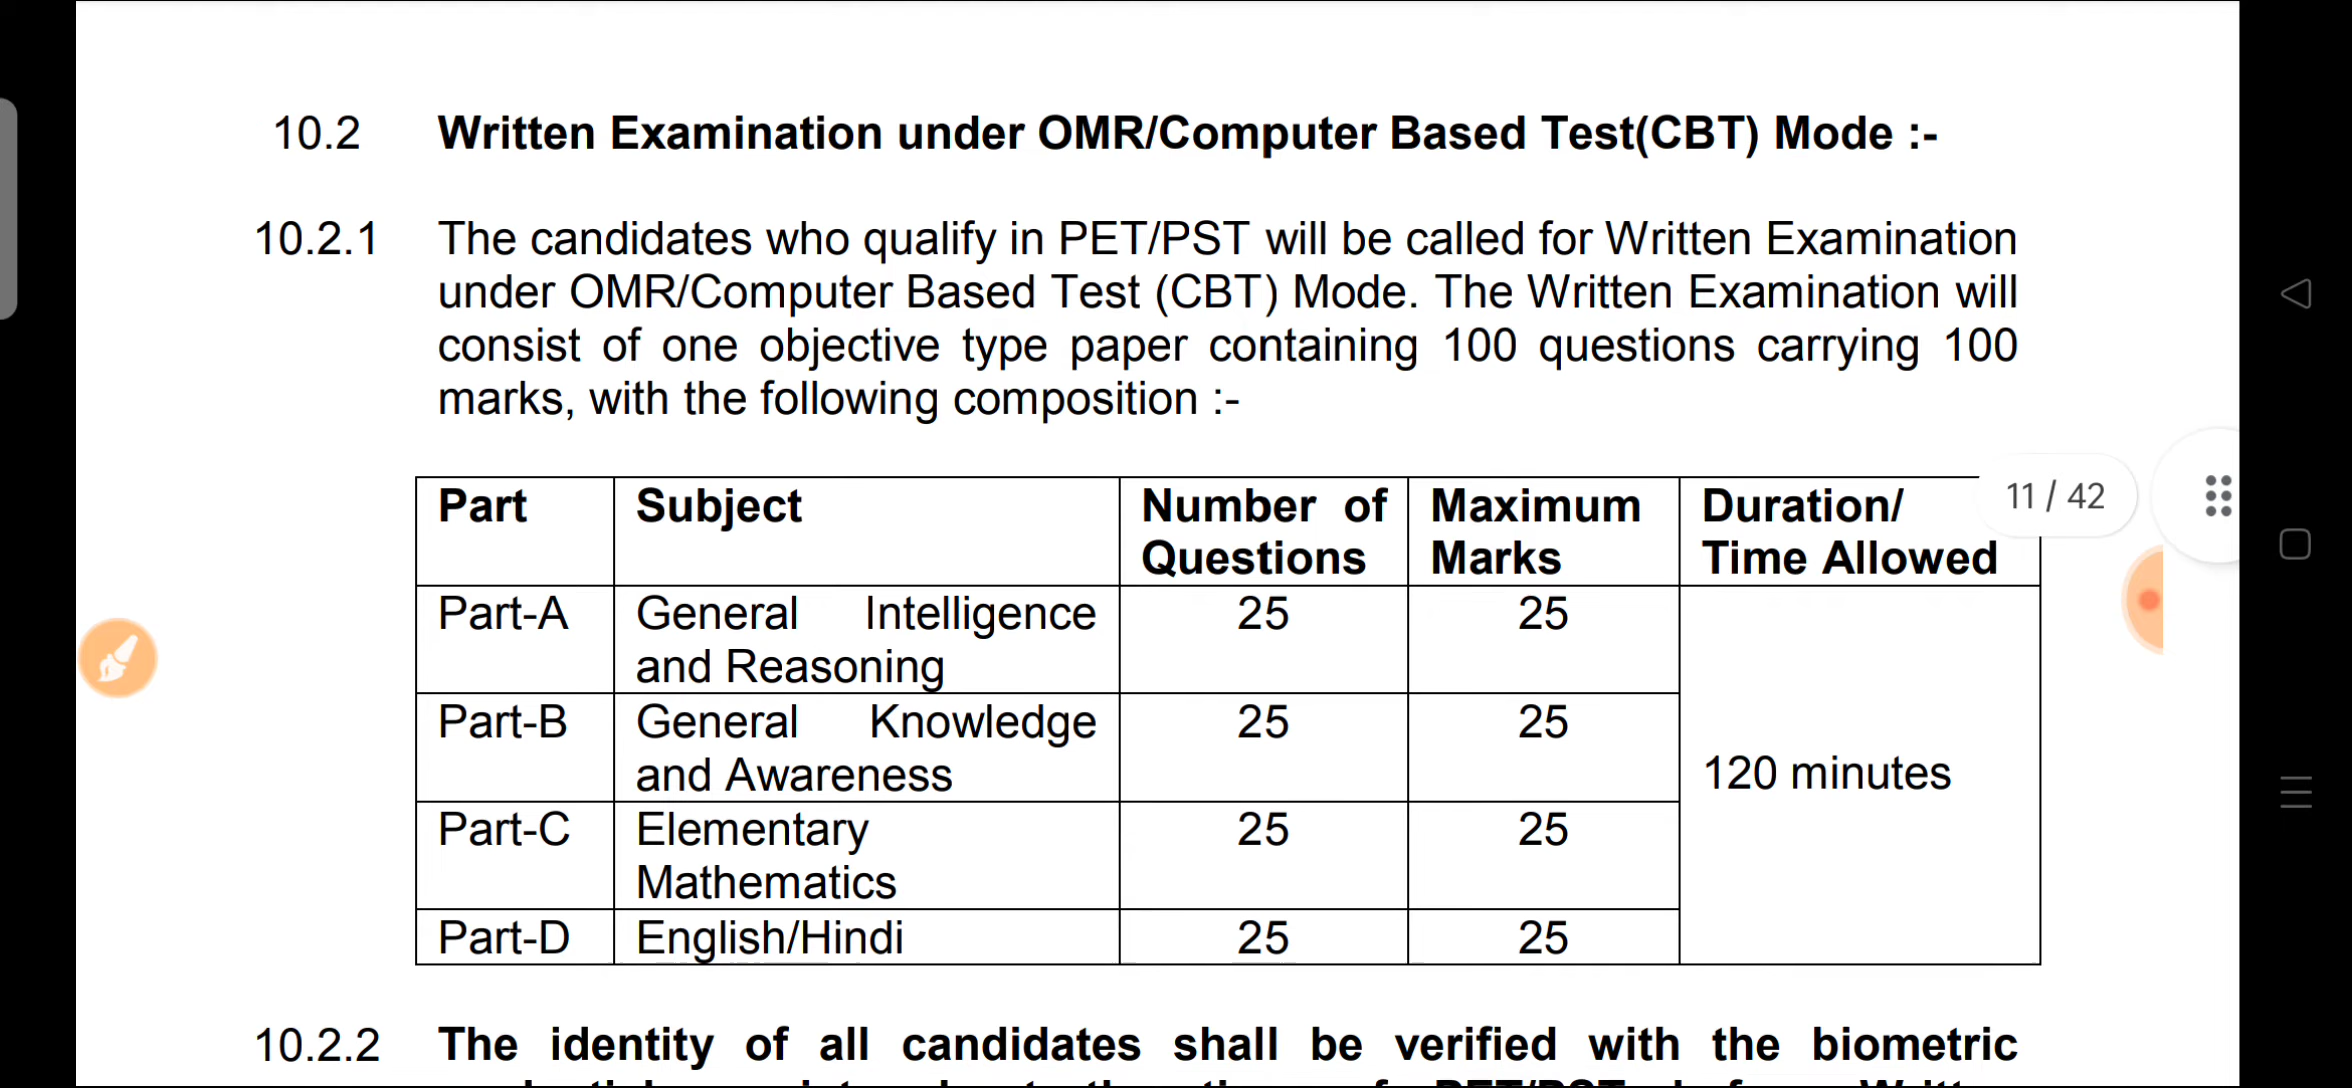 10.2 Written Examination under OMR/Computer Based Test(CBT) Mode :-
10.2.1 The candidates who qualify in PET/PST will be called for Written Examination
under OMR/Computer Based Test (CBT) Mode. The Written Examination will
consist of one objective type paper containing 100 questions carrying 100
marks, with the following composition :-
11 / 42
Part Subject Number of Maximum Duration/
Questions Marks Time Allowed
Part-A General Intelligence 25 25
and Reasoning
Part-B General Knowledge 25 25
and Awareness
120 minutes
Part-C Elementary 25 25
Mathematics
Part-D English/Hindi 25 25
10.2.2 The identity of all candidates shall be verified with the biometric